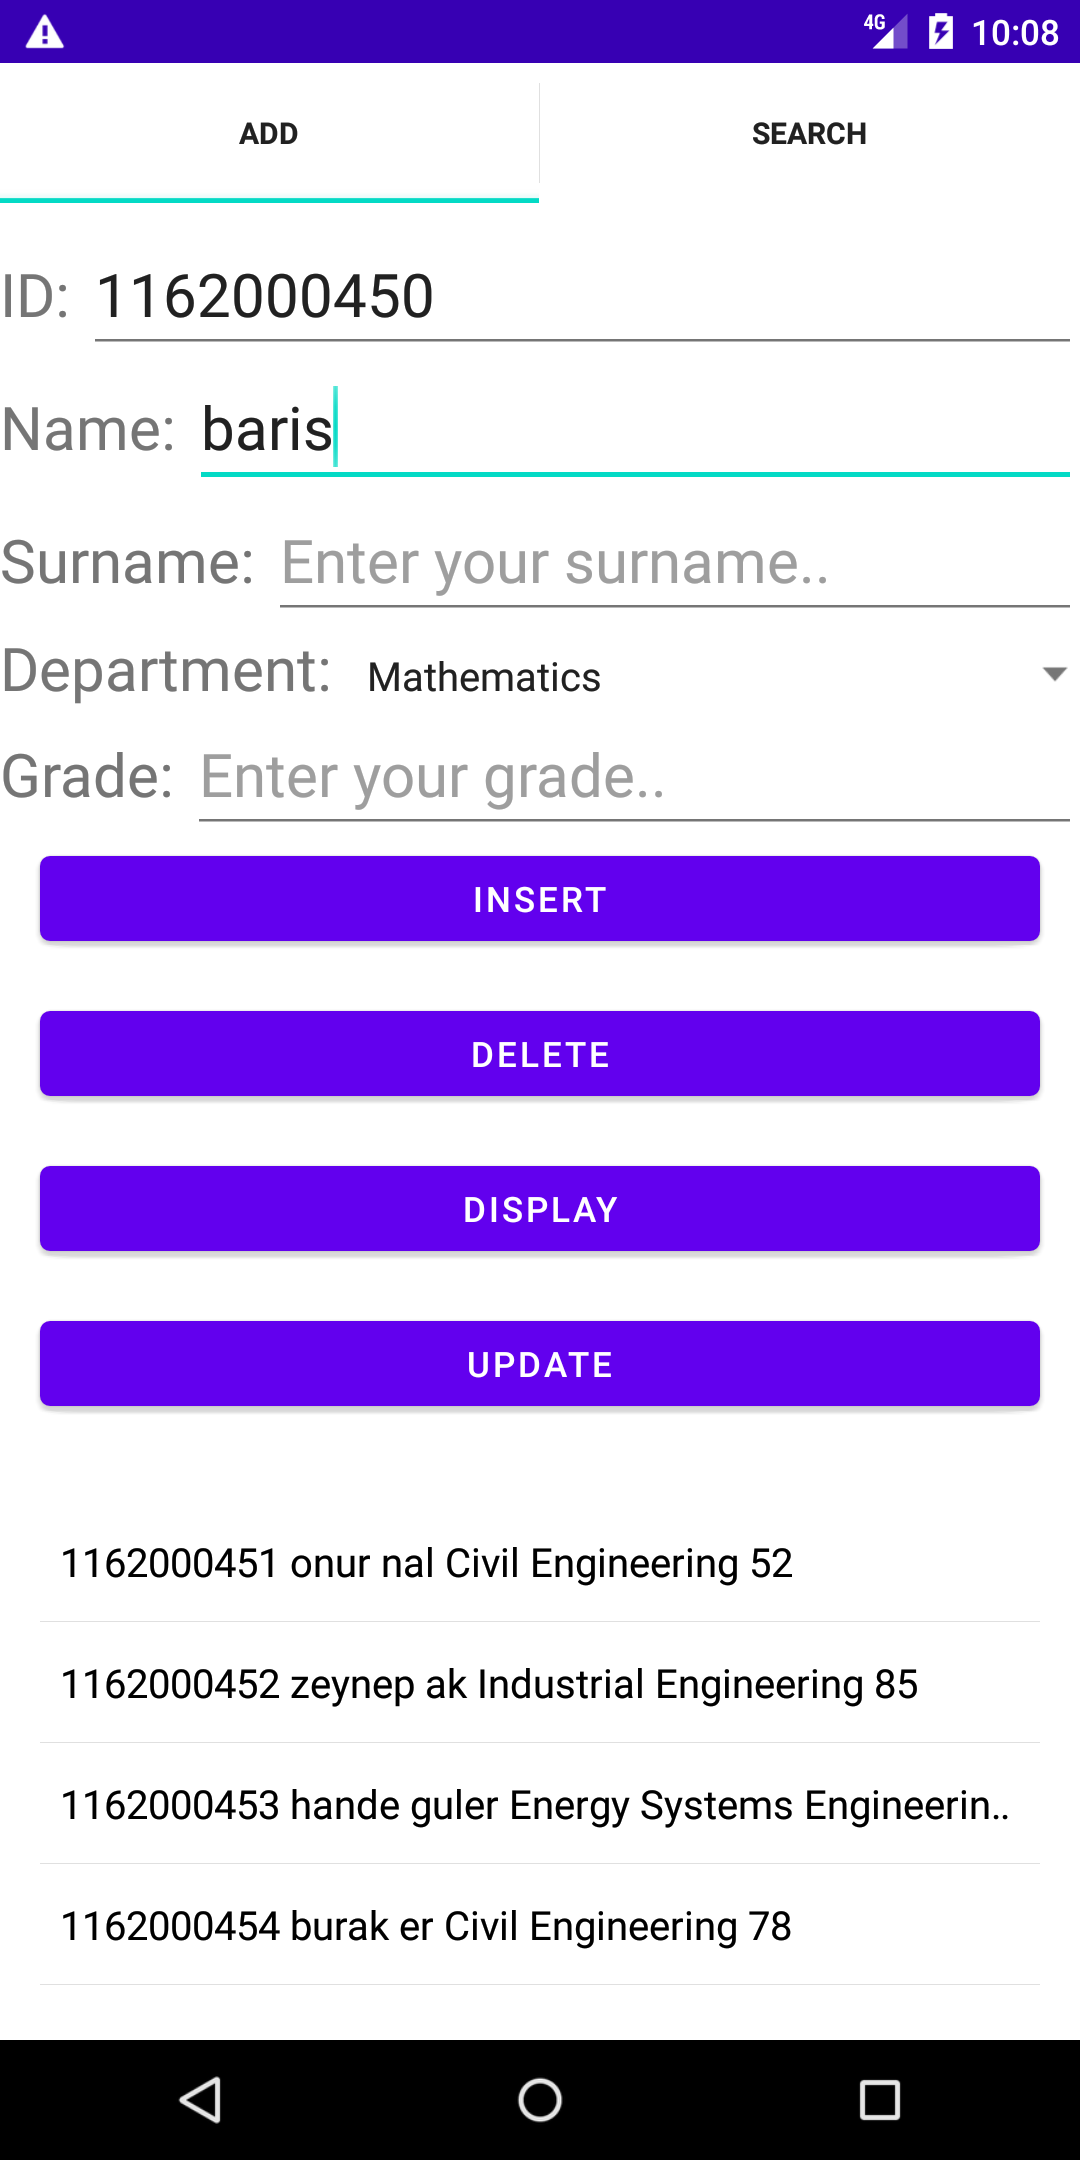 4G 10:08
ADD SEARCH
ID: 1162000450
Name: baris
Surname: Enter your surname..
Department: Mathematics
Grade: Enter your grade..
INSERT
DELETE
DISPLAY
UPDATE
1162000451 onur nal Civil Engineering 52
1162000452 zeynep ak Industrial Engineering 85
1162000453 hande guler Energy Systems Engineerin..
1162000454 burak er Civil Engineering 78